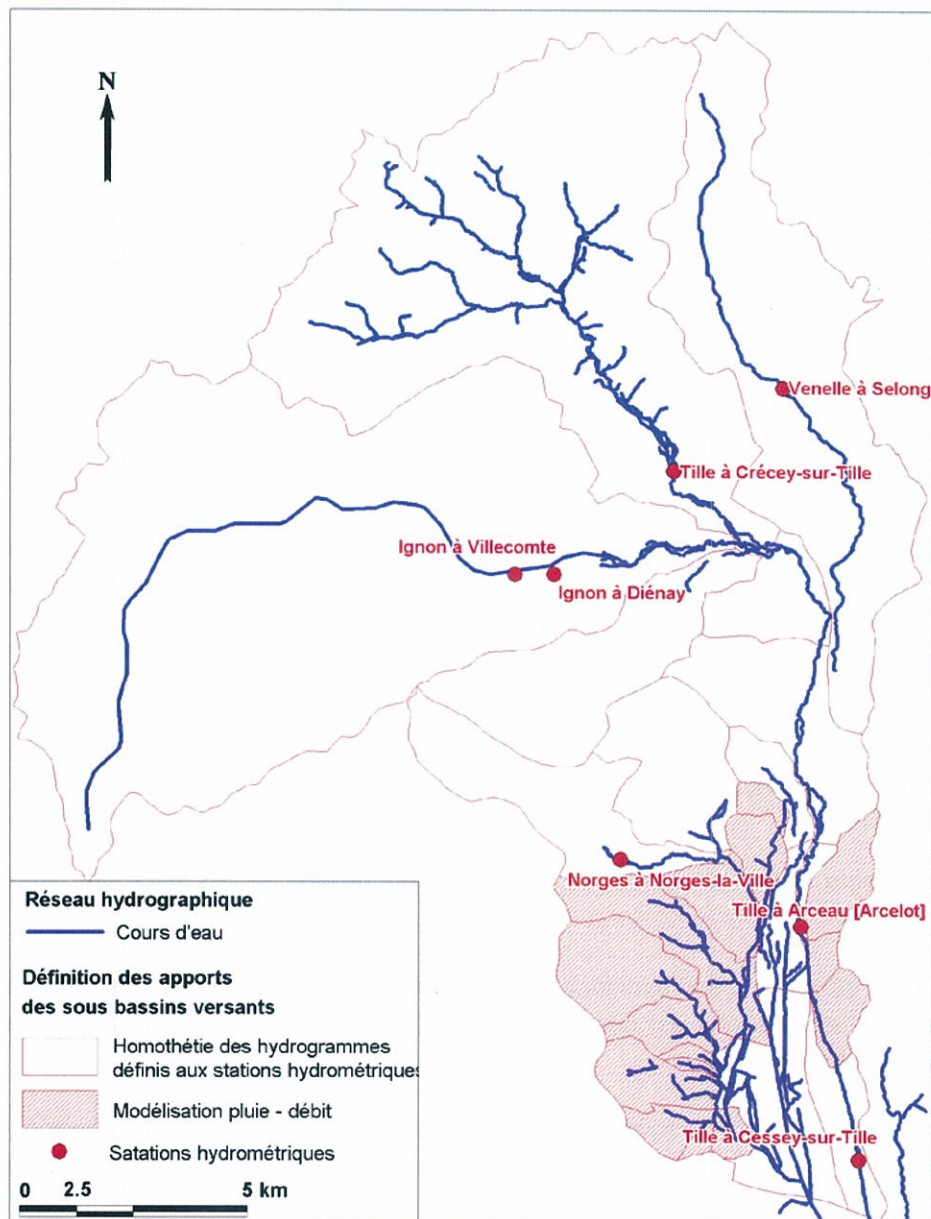 N
Venelle à Selong
Tille à Crécey-sur-Tille
Ignon à Villecomte
Ignon à Diénay
Norges à Norges-la-Ville
Tille à Arceau [Arcelot]
Tille à Cessey-sur-Tille
Réseau hydrographique
Cours d'eau
Définition des apports
des sous bassins versants
Homothétie des hydrogrammes
définis aux stations hydrométriques
Modélisation pluie - débit
Satations hydrométriques
0 2.5 5 km